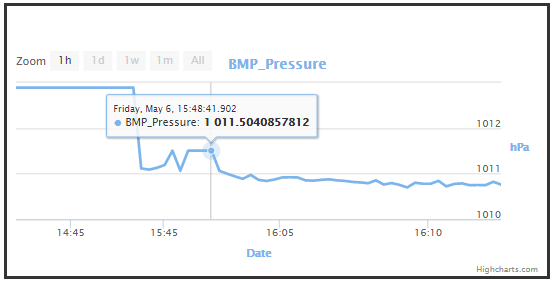 Zoom 1h 1d 1w 1m All
BMP_Pressure
Friday, May 6, 15:48:41.902
BMP_Pressure: 1 011.5040857812
1012
hPa
1011
1010
14:45 15:45 16:05 16:10
Date
Highcharts.com